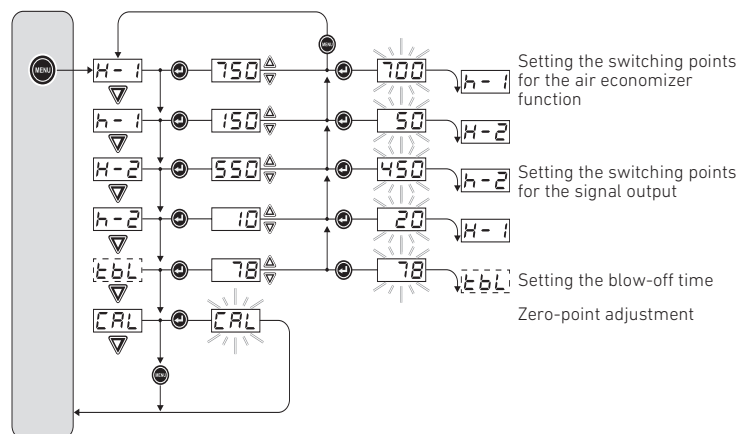 MENU
MENU H-1 750 700 h-1 Setting the switching points
for the air economizer
function
h-1 150 50 H-2
H-2 550 450 h-2 Setting the switching points
for the signal output
h-2 10 20 H-1
tbL 78 78 tbL Setting the blow-off time
CAL CAL Zero-point adjustment
MENU